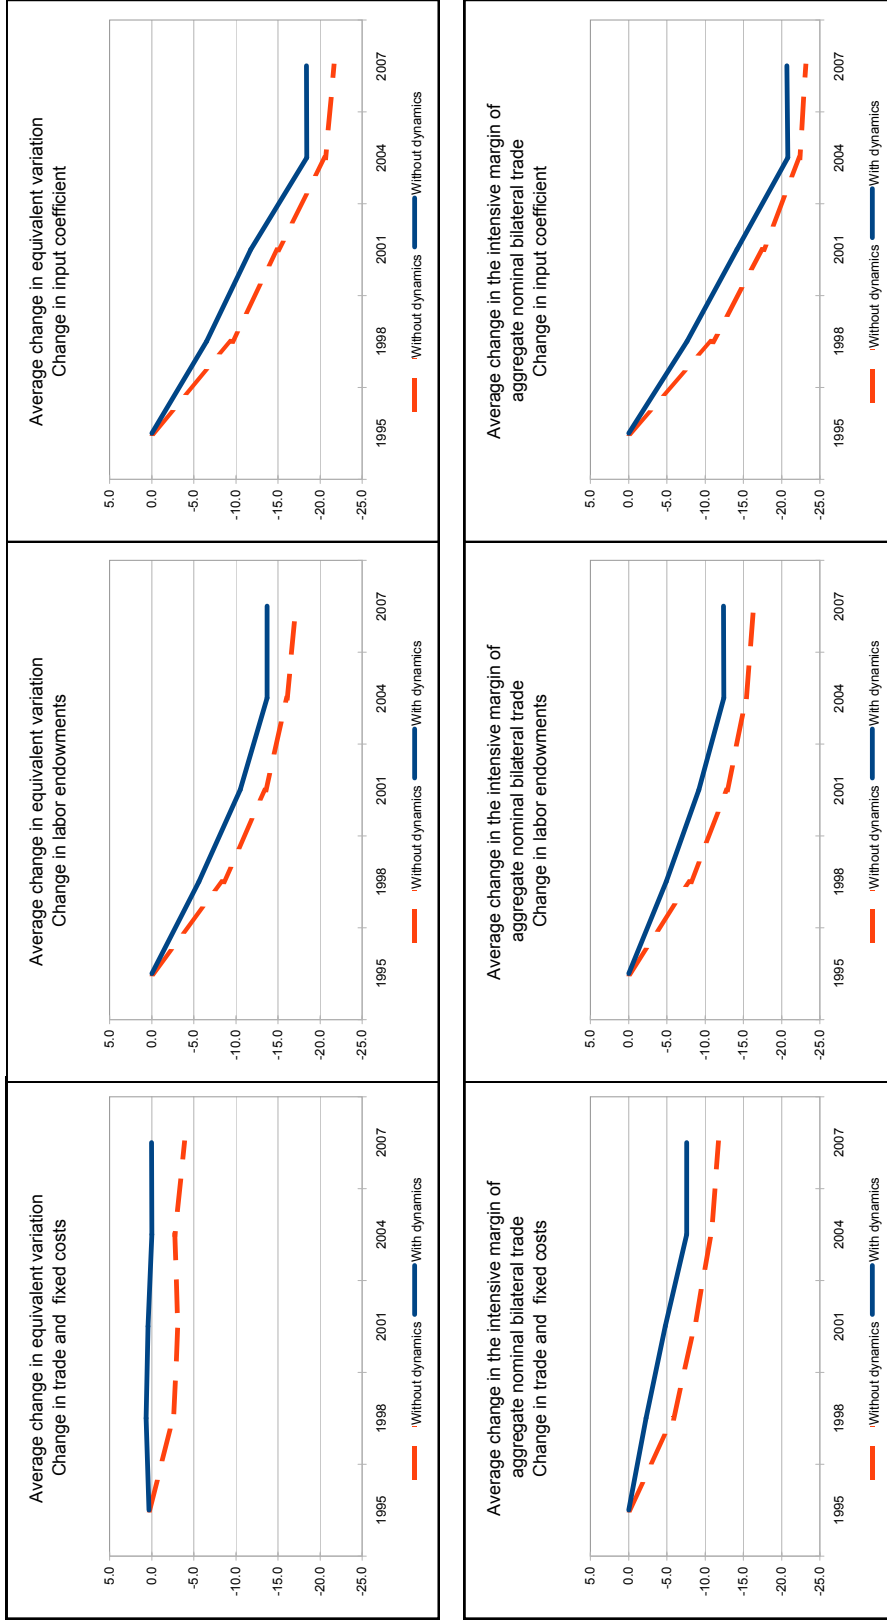 Average change in equivalent variation
Change in trade and fixed costs
5.0
0.0
-5.0
-10.0
-15.0
-20.0
-25.0
1995 1998 2001 2004 2007
Without dynamics With dynamics
Average change in equivalent variation
Change in labor endowments
5.0
0.0
-5.0
-10.0
-15.0
-20.0
-25.0
1995 1998 2001 2004 2007
Without dynamics With dynamics
Average change in equivalent variation
Change in input coefficient
5.0
0.0
-5.0
-10.0
-15.0
-20.0
-25.0
1995 1998 2001 2004 2007
Without dynamics Without dynamics
Average change in the intensive margin of
aggregate nominal bilateral trade
Change in trade and fixed costs
5.0
0.0
-5.0
-10.0
-15.0
-20.0
-25.0
1995 1998 2001 2004 2007
Without dynamics With dynamics
Average change in the intensive margin of
aggregate nominal bilateral trade
Change in labor endowments
5.0
0.0
-5.0
-10.0
-15.0
-20.0
-25.0
1995 1998 2001 2004 2007
Without dynamics With dynamics
Average change in the intensive margin of
aggregate nominal bilateral trade
Change in input coefficient
5.0
0.0
-5.0
-10.0
-15.0
-20.0
-25.0
1995 1998 2001 2004 2007
Without dynamics With dynamics